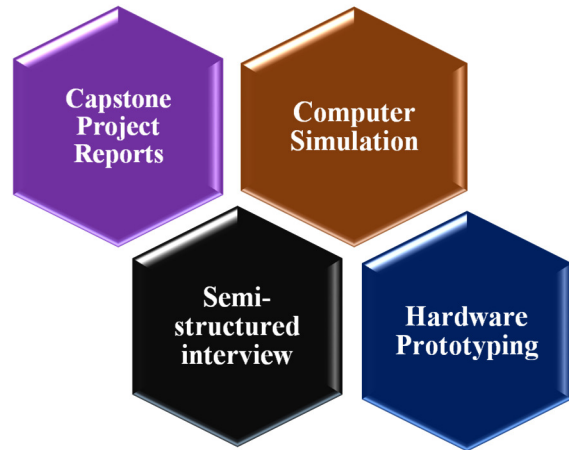 Capstone
Project
Reports
Computer
Simulation
Semi-
structured
interview
Hardware
Prototyping